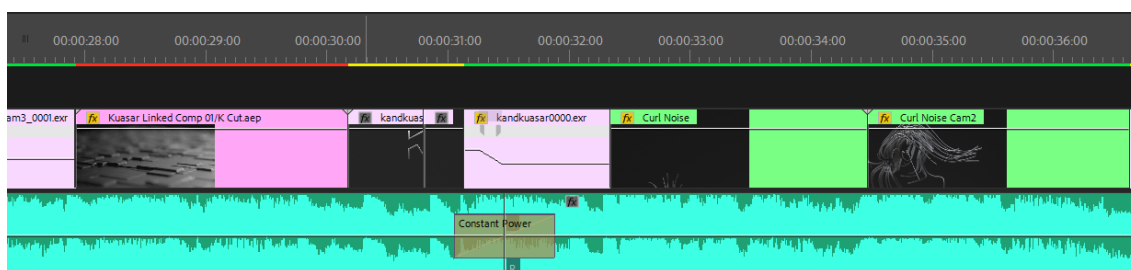 00:00:28:00 00:00:29:00 00:00:30:00 00:00:31:00 00:00:32:00 00:00:33:00 00:00:34:00 00:00:35:00 00:00:36:00
am3_0001.exr fx Kuasar Linked Comp 01/K Cut.aep fx kandkuas fx fx kandkuasar0000.exr fx Curl Noise fx Curl Noise Cam2
fx
Constant Power
R